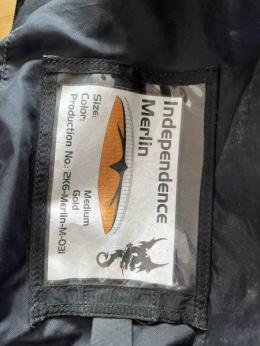 Independence
Merlin
Size: Medium
Color: Gold
Production No.: 2K6-Merlin-M-031